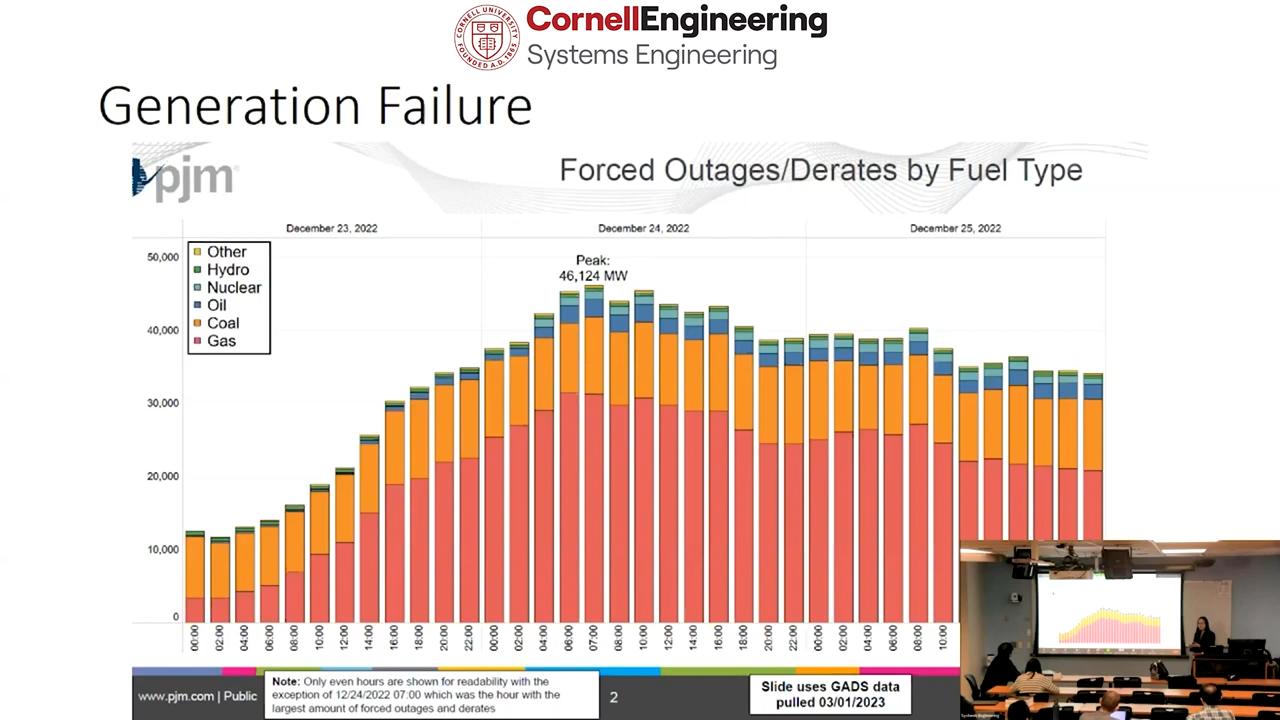 CornellEngineering
Systems Engineering
CORNELL UNIVERSITY
FOUNDED A.D. 1865
Generation Failure
pjm
Forced Outages/Derates by Fuel Type
December 23, 2022
December 24, 2022
December 25, 2022
Other
Hydro
Nuclear
Oil
Coal
Gas
Peak:
46,124 MW
50,000
40,000
30,000
20,000
10,000
0
00:00
02:00
04:00
06:00
08:00
10:00
12:00
14:00
16:00
18:00
20:00
22:00
00:00
02:00
04:00
06:00
07:00
08:00
10:00
12:00
14:00
16:00
18:00
20:00
22:00
00:00
02:00
04:00
06:00
08:00
10:00
www.pjm.com | Public
Note: Only even hours are shown for readability with the
exception of 12/24/2022 07:00 which was the hour with the
largest amount of forced outages and derates
2
Slide uses GADS data
pulled 03/01/2023
Systems Engineering